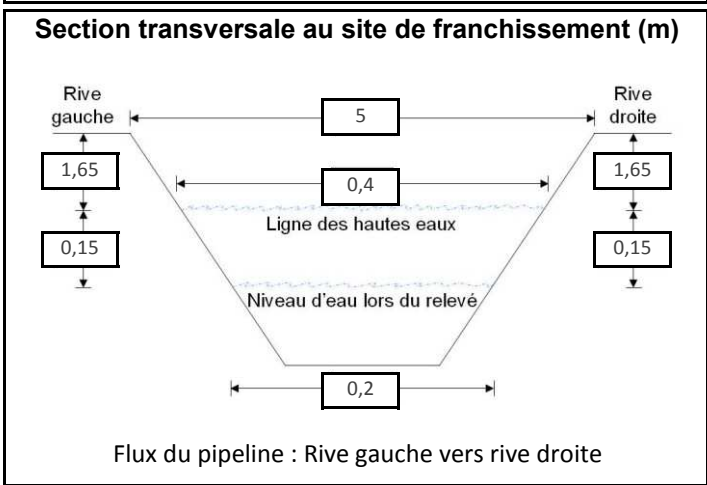 Section transversale au site de franchissement (m)
Rive
gauche
5
Rive
droite
1,65
0,4
1,65
Ligne des hautes eaux
0,15
0,15
Niveau d'eau lors du relevé
0,2
Flux du pipeline : Rive gauche vers rive droite